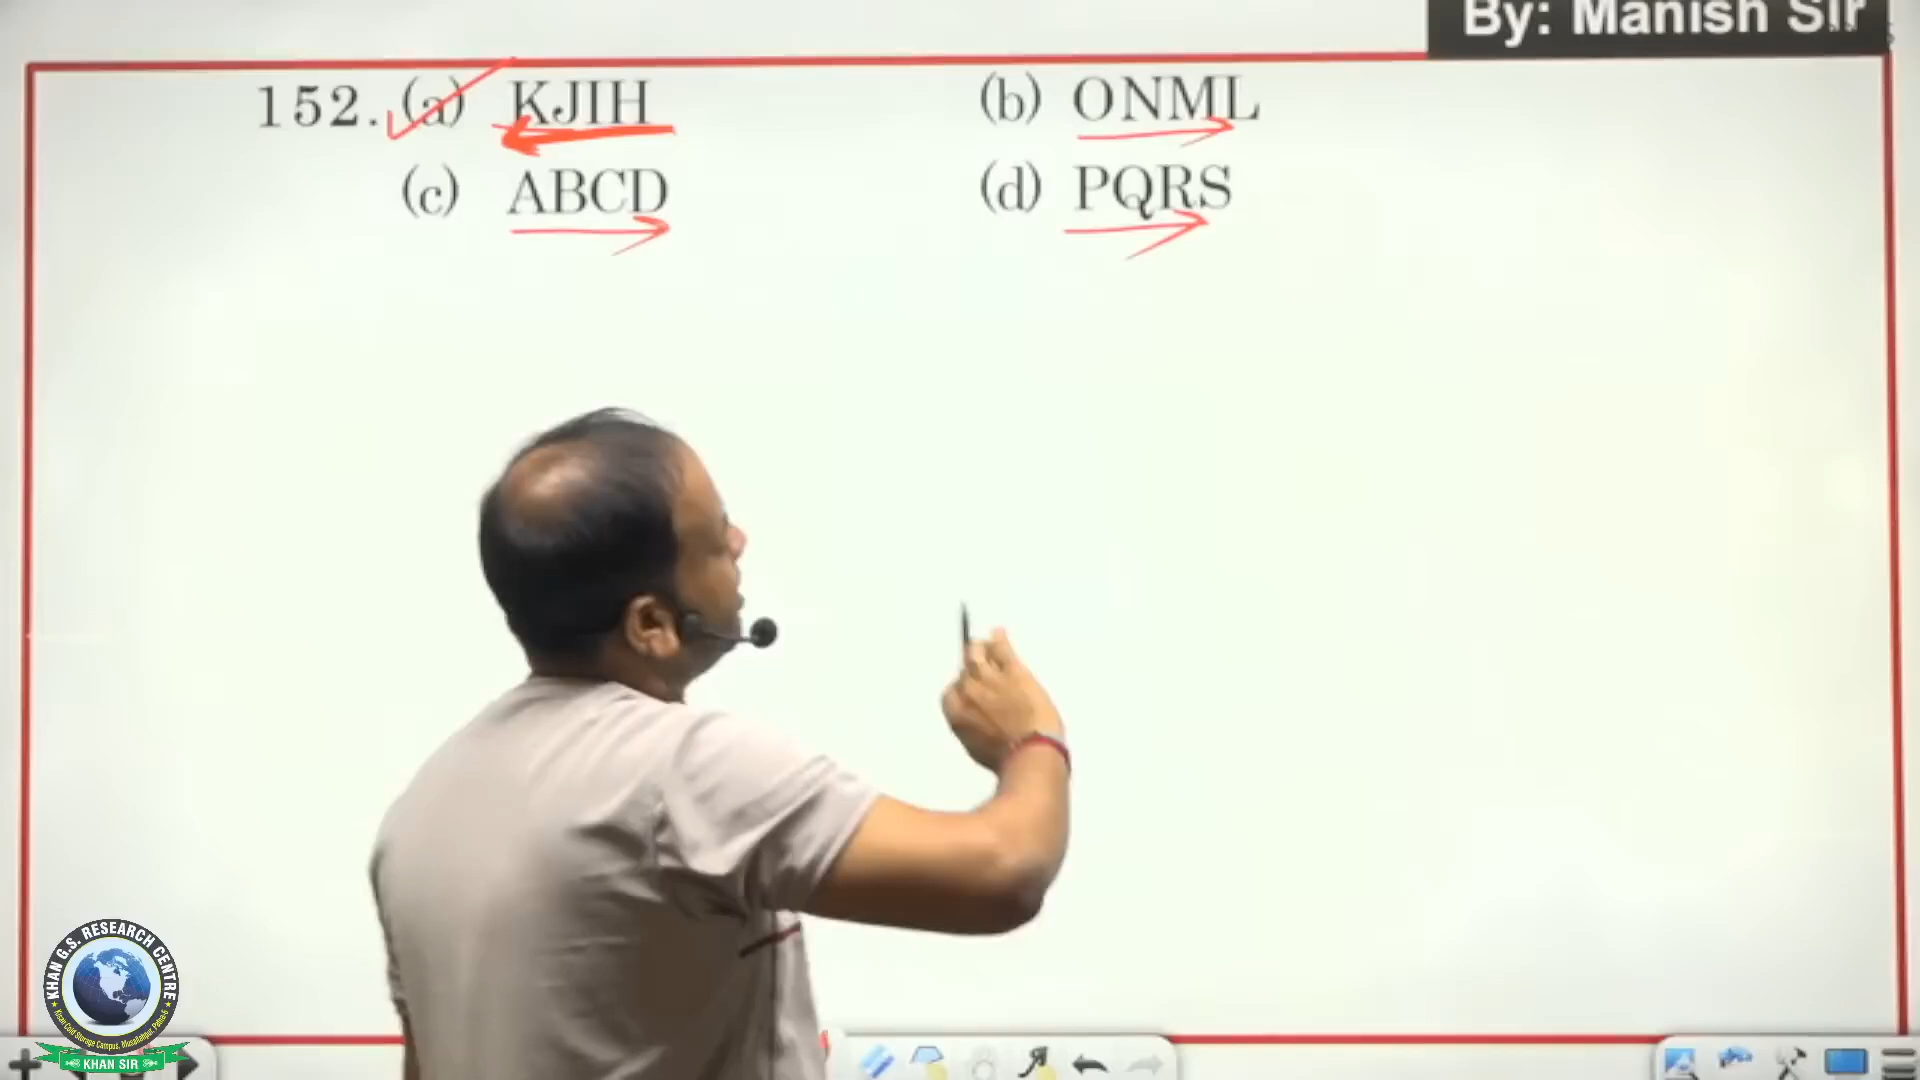 By: Manish Sir
152. (a) KJIH (b) ONML
(c) ABCD (d) PQRS
KHAN G.S. RESEARCH CENTRE
KHAN SIR